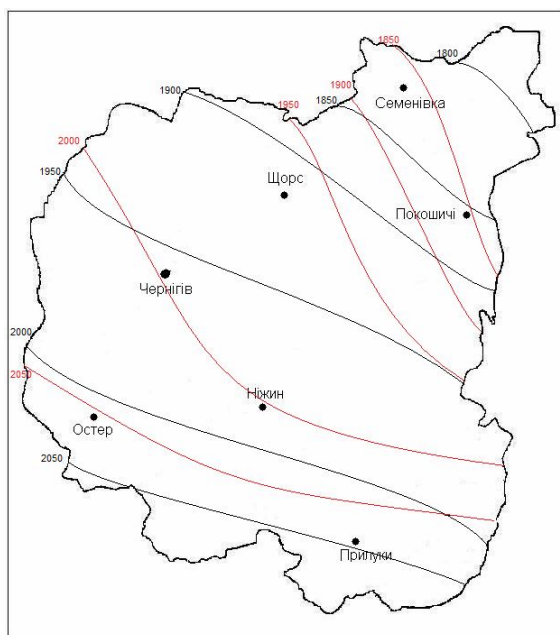 1850
1800
1900
1900
1850
Семенівка
1950
2000
1950
Щорс
Покошичі
Чернігів
2000
2050
Ніжин
Остер
2050
Прилуки